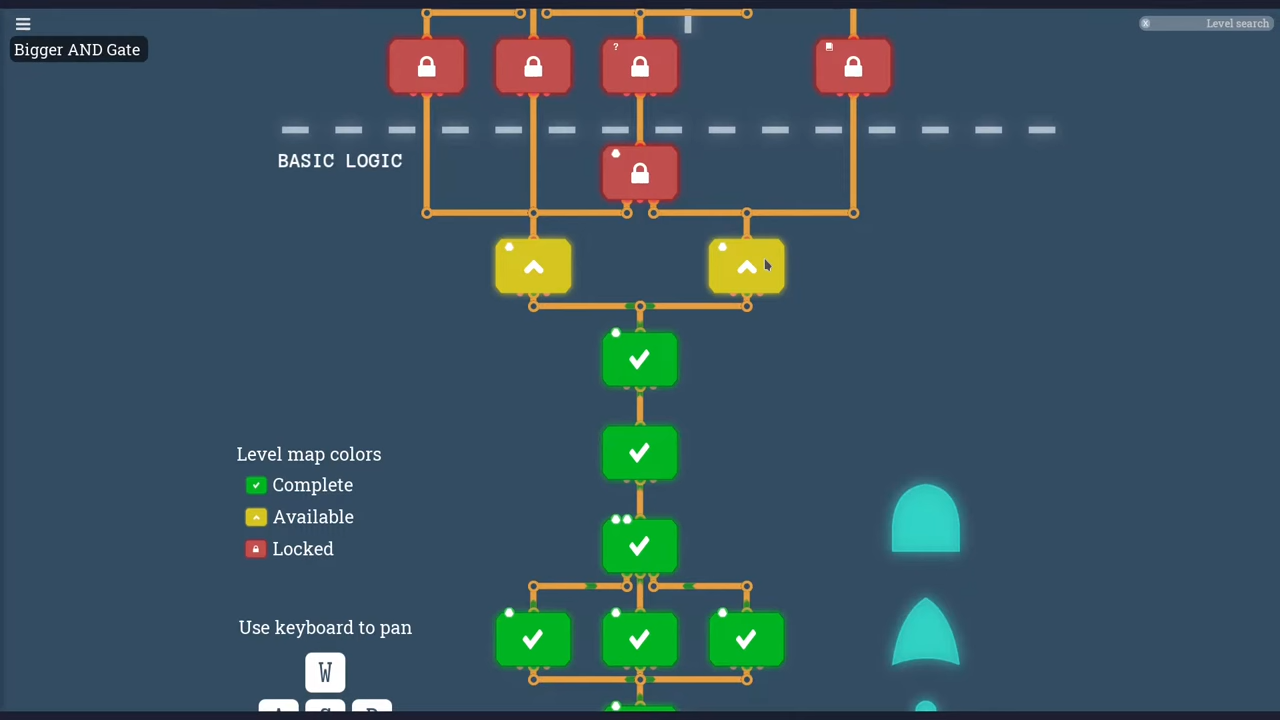 Bigger AND Gate
Level search
?
BASIC LOGIC
Level map colors
Complete
Available
Locked
Use keyboard to pan
W
A S D